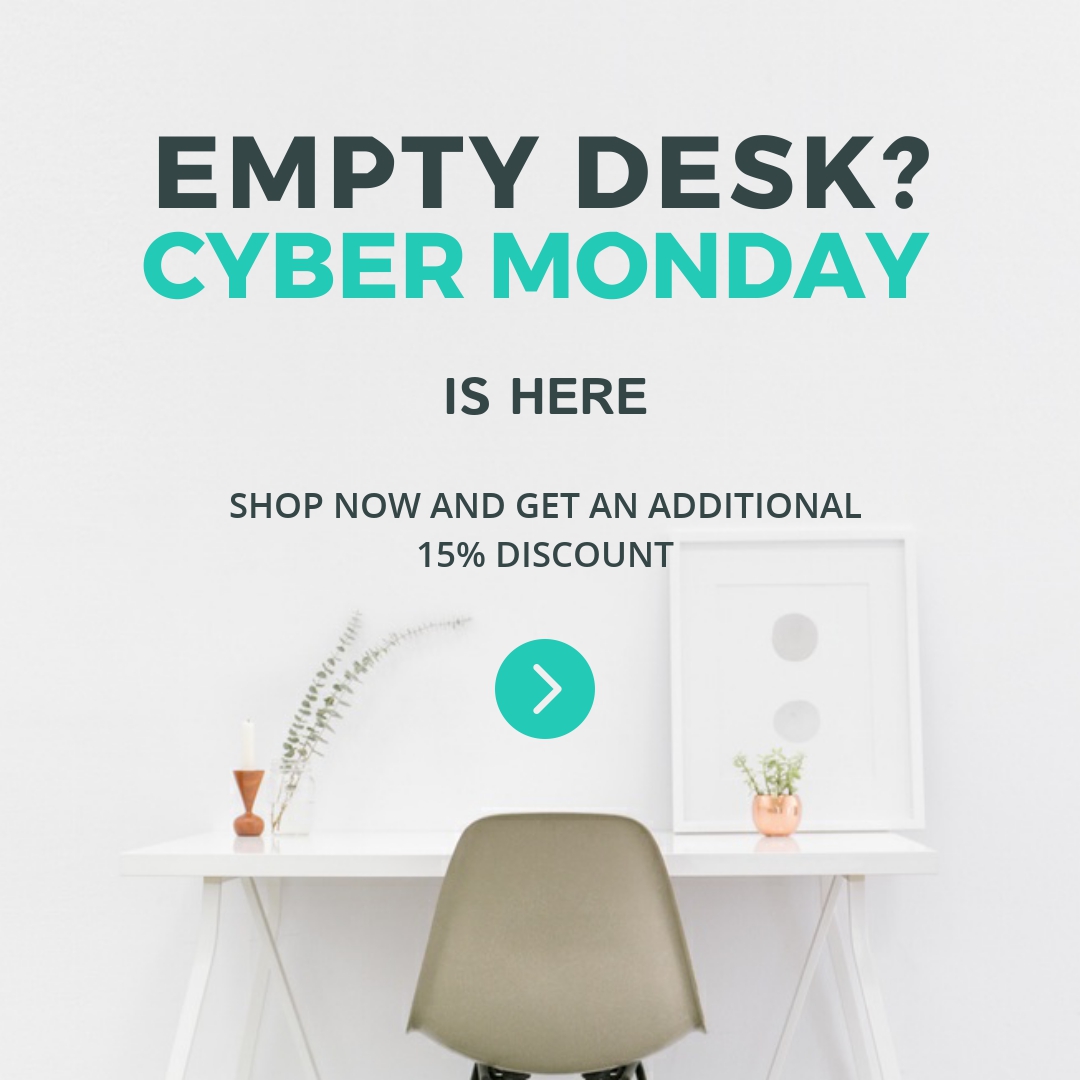 EMPTY DESK?
CYBER MONDAY
IS HERE
SHOP NOW AND GET AN ADDITIONAL
15% DISCOUNT